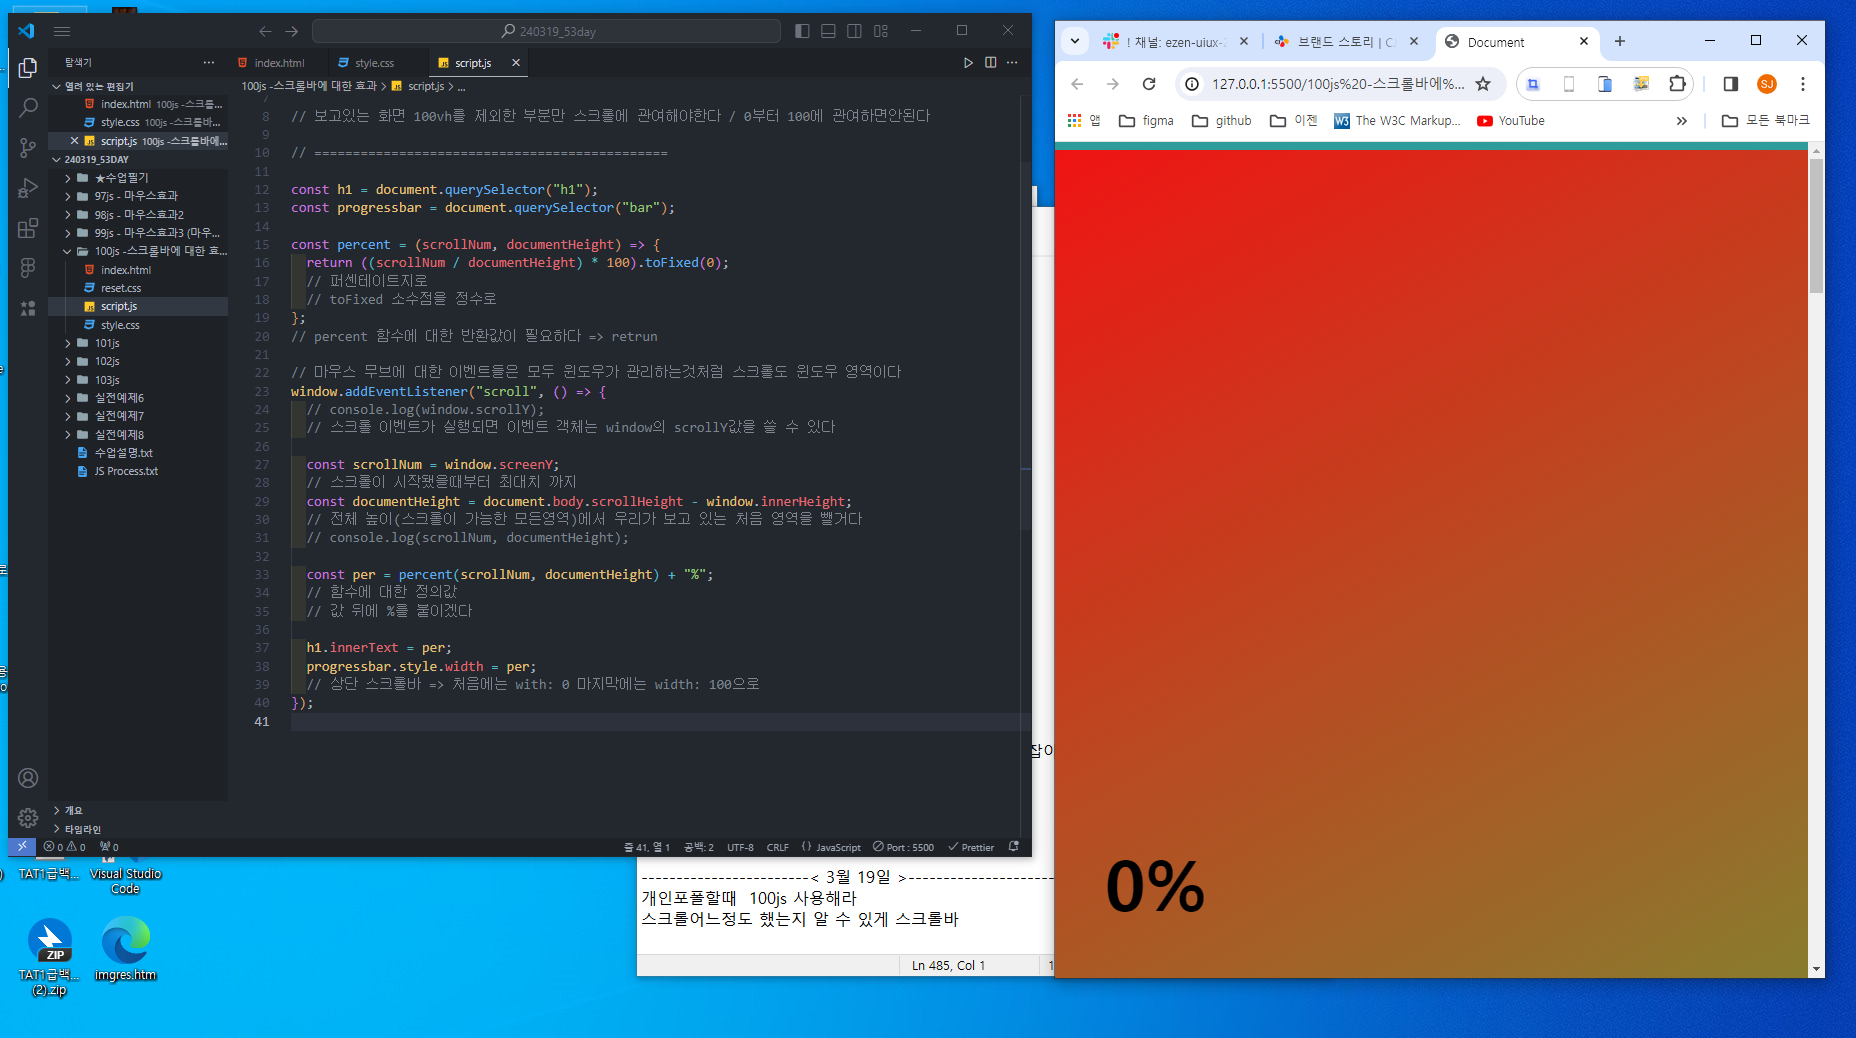 240319_53day
탐색기
index.html
style.css
script.js
열려 있는 편집기
index.html 100js -스크롤...
style.css 100js -스크롤바...
script.js 100js -스크롤바에...
240319_53DAY
★수업필기
97js - 마우스효과
98js - 마우스효과2
99js - 마우스효과3 (마우...
100js -스크롤바에 대한 효...
index.html
reset.css
script.js
style.css
101js
102js
103js
실전예제6
실전예제7
실전예제8
수업설명.txt
JS Process.txt
개요
타임라인
100js -스크롤바에 대한 효과 > script.js > ...
7
8 // 보고있는 화면 100vh를 제외한 부분만 스크롤에 관여해야한다 / 0부터 100에 관여하면안된다
9
10 // ==============================================
11
12 const h1 = document.querySelector("h1");
13 const progressbar = document.querySelector("bar");
14
15 const percent = (scrollNum, documentHeight) => {
16 return ((scrollNum / documentHeight) * 100).toFixed(0);
17 // 퍼센테이트지로
18 // toFixed 소수점을 정수로
19 };
20 // percent 함수에 대한 반환값이 필요하다 => retrun
21
22 // 마우스 무브에 대한 이벤트들은 모두 윈도우가 관리하는것처럼 스크롤도 윈도우 영역이다
23 window.addEventListener("scroll", () => {
24 // console.log(window.scrollY);
25 // 스크롤 이벤트가 실행되면 이벤트 객체는 window의 scrollY값을 쓸 수 있다
26
27 const scrollNum = window.screenY;
28 // 스크롤이 시작됐을때부터 최대치 까지
29 const documentHeight = document.body.scrollHeight - window.innerHeight;
30 // 전체 높이(스크롤이 가능한 모든영역)에서 우리가 보고 있는 처음 영역을 뺄거다
31 // console.log(scrollNum, documentHeight);
32
33 const per = percent(scrollNum, documentHeight) + "%";
34 // 함수에 대한 정의값
35 // 값 뒤에 %를 붙이겠다
36
37 h1.innerText = per;
38 progressbar.style.width = per;
39 // 상단 스크롤바 => 처음에는 with: 0 마지막에는 width: 100으로
40 });
41
0 0 0
줄 41, 열 1 공백: 2 UTF-8 CRLF {} JavaScript Port : 5500 Prettier
! 채널: ezen-uiux-2
브랜드 스토리 | C
Document
127.0.0.1:5500/100js%20-스크롤바에%...
SJ
앱 figma github 이젠 W3 The W3C Markup... YouTube » 모든 북마크
0%
TAT1급백...
Visual Studio
Code
ZIP
TAT1급백...
(2).zip
imgres.htm
------------------------< 3월 19일 >---------------------
개인포폴할때 100js 사용해라
스크롤어느정도 했는지 알 수 있게 스크롤바
Ln 485, Col 1